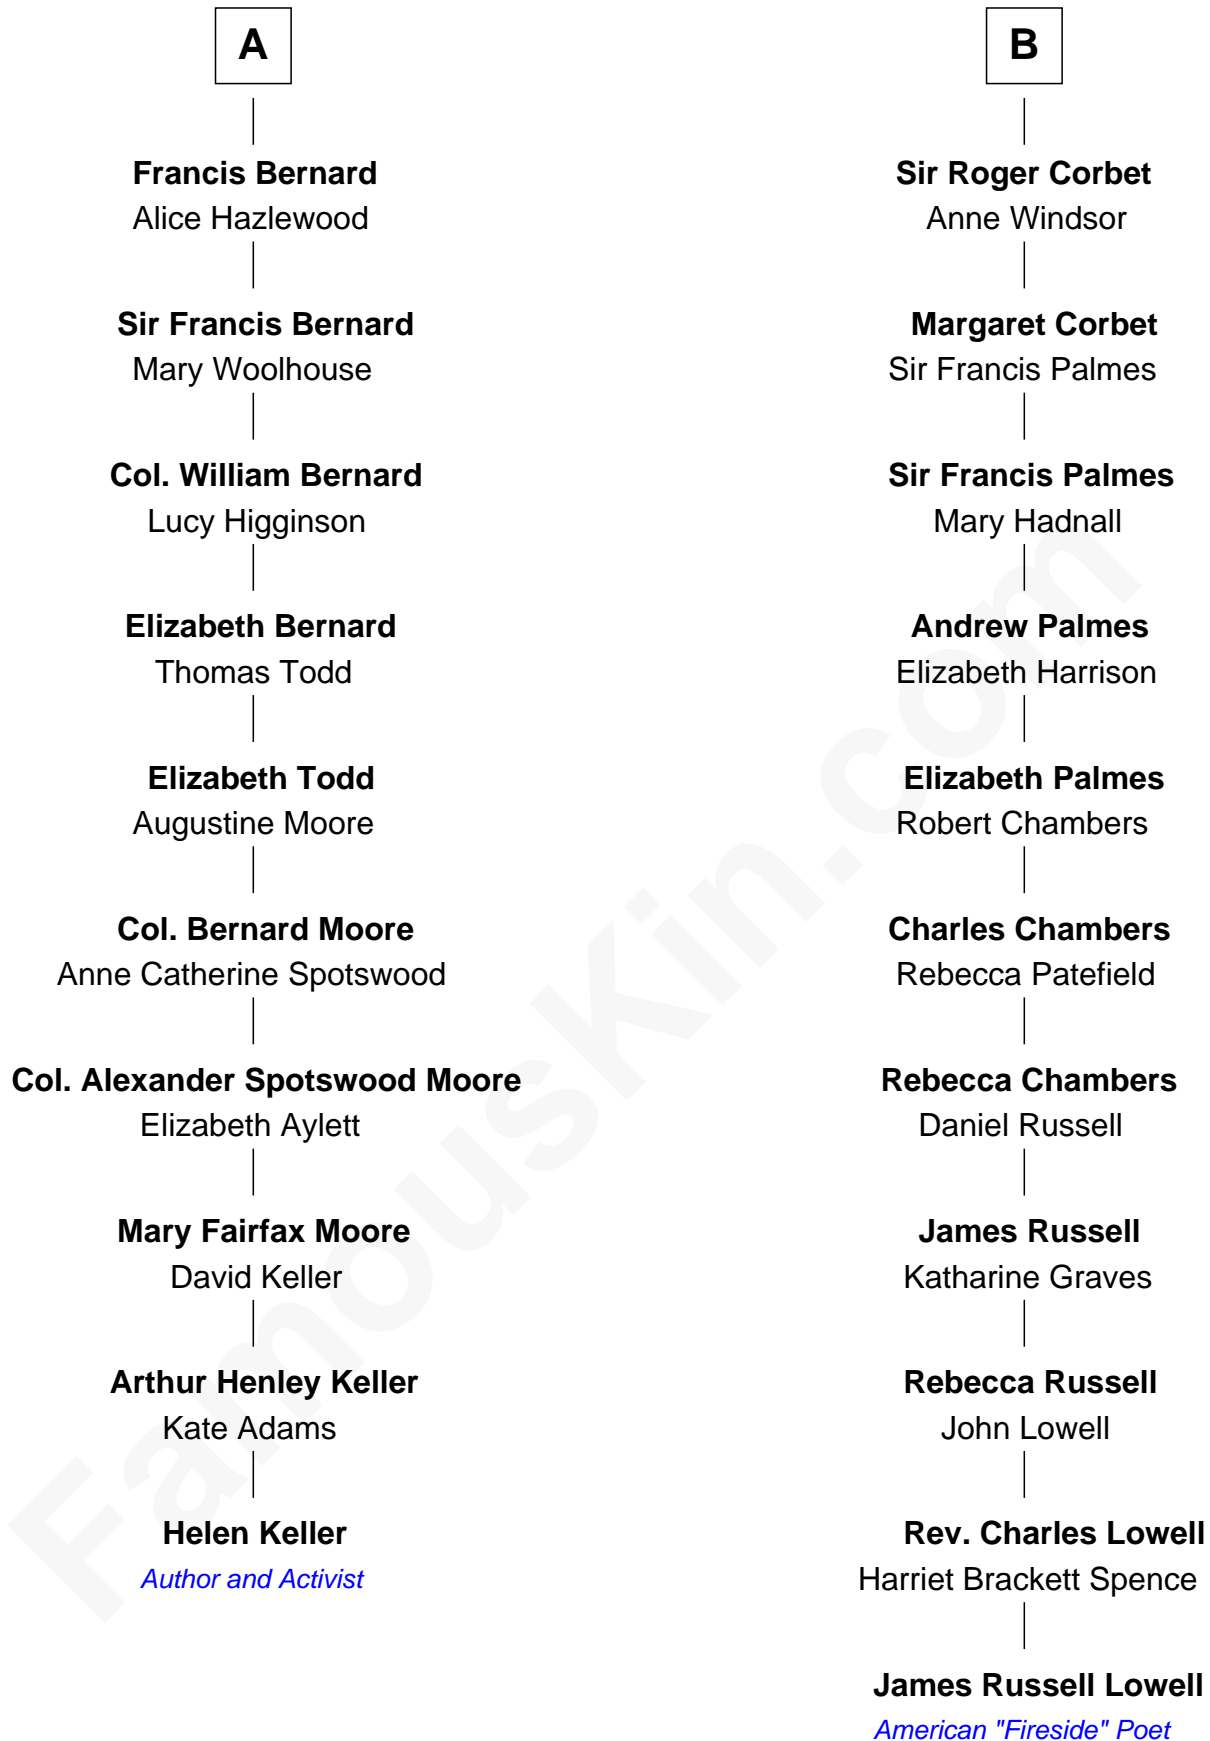 A
Francis Bernard
Alice Hazlewood
Sir Francis Bernard
Mary Woolhouse
Col. William Bernard
Lucy Higginson
Elizabeth Bernard
Thomas Todd
Elizabeth Todd
Augustine Moore
Col. Bernard Moore
Anne Catherine Spotswood
Col. Alexander Spotswood Moore
Elizabeth Aylett
Mary Fairfax Moore
David Keller
Arthur Henley Keller
Kate Adams
Helen Keller
Author and Activist
B
Sir Roger Corbet
Anne Windsor
Margaret Corbet
Sir Francis Palmes
Sir Francis Palmes
Mary Hadnall
Andrew Palmes
Elizabeth Harrison
Elizabeth Palmes
Robert Chambers
Charles Chambers
Rebecca Patefield
Rebecca Chambers
Daniel Russell
James Russell
Katharine Graves
Rebecca Russell
John Lowell
Rev. Charles Lowell
Harriet Brackett Spence
James Russell Lowell
American "Fireside" Poet
FamousKin.com